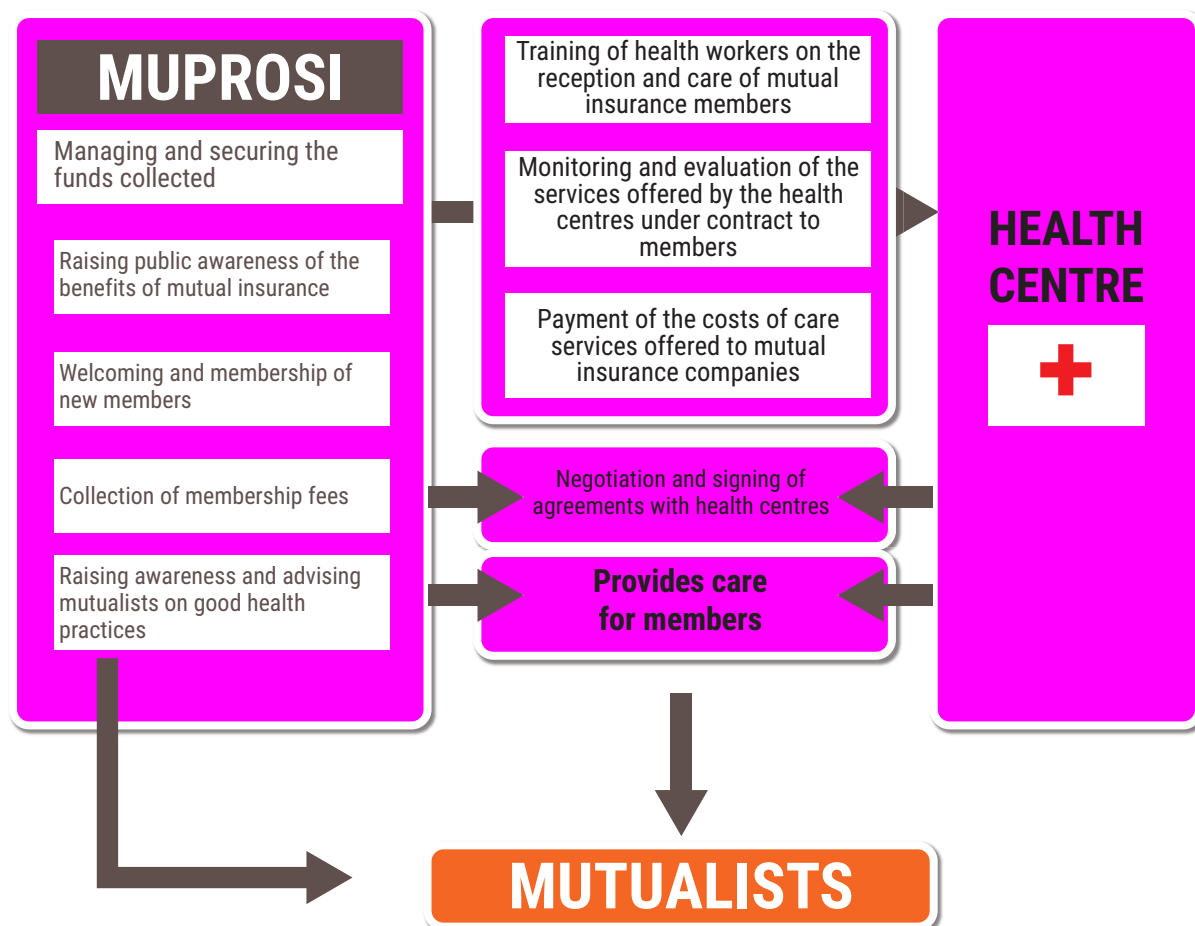 MUPROSI
Managing and securing the
funds collected
Raising public awareness of the
benefits of mutual insurance
Welcoming and membership of
new members
Collection of membership fees
Raising awareness and advising
mutualists on good health
practices
Training of health workers on the
reception and care of mutual
insurance members
Monitoring and evaluation of the
services offered by the health
centres under contract to
members
Payment of the costs of care
services offered to mutual
insurance companies
Negotiation and signing of
agreements with health centres
Provides care
for members
HEALTH
CENTRE
MUTUALISTS